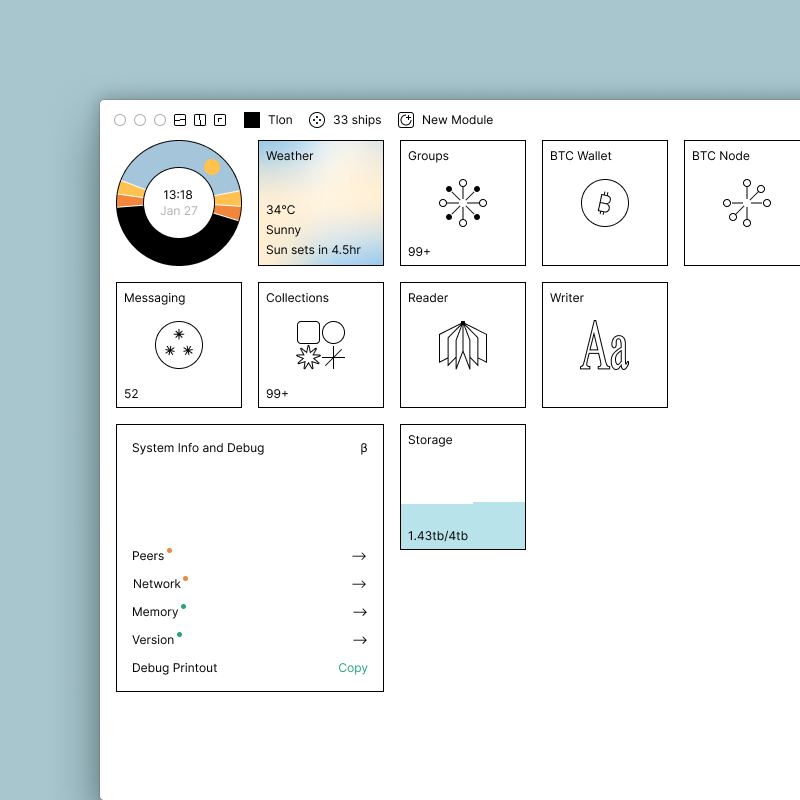 Tlon
33 ships
New Module
13:18
Jan 27
Weather
34°C
Sunny
Sun sets in 4.5hr
Groups
99+
BTC Wallet
BTC Node
Messaging
52
Collections
99+
Reader
Writer
Aa
System Info and Debug β
Peers →
Network →
Memory →
Version →
Debug Printout Copy
Storage
1.43tb/4tb